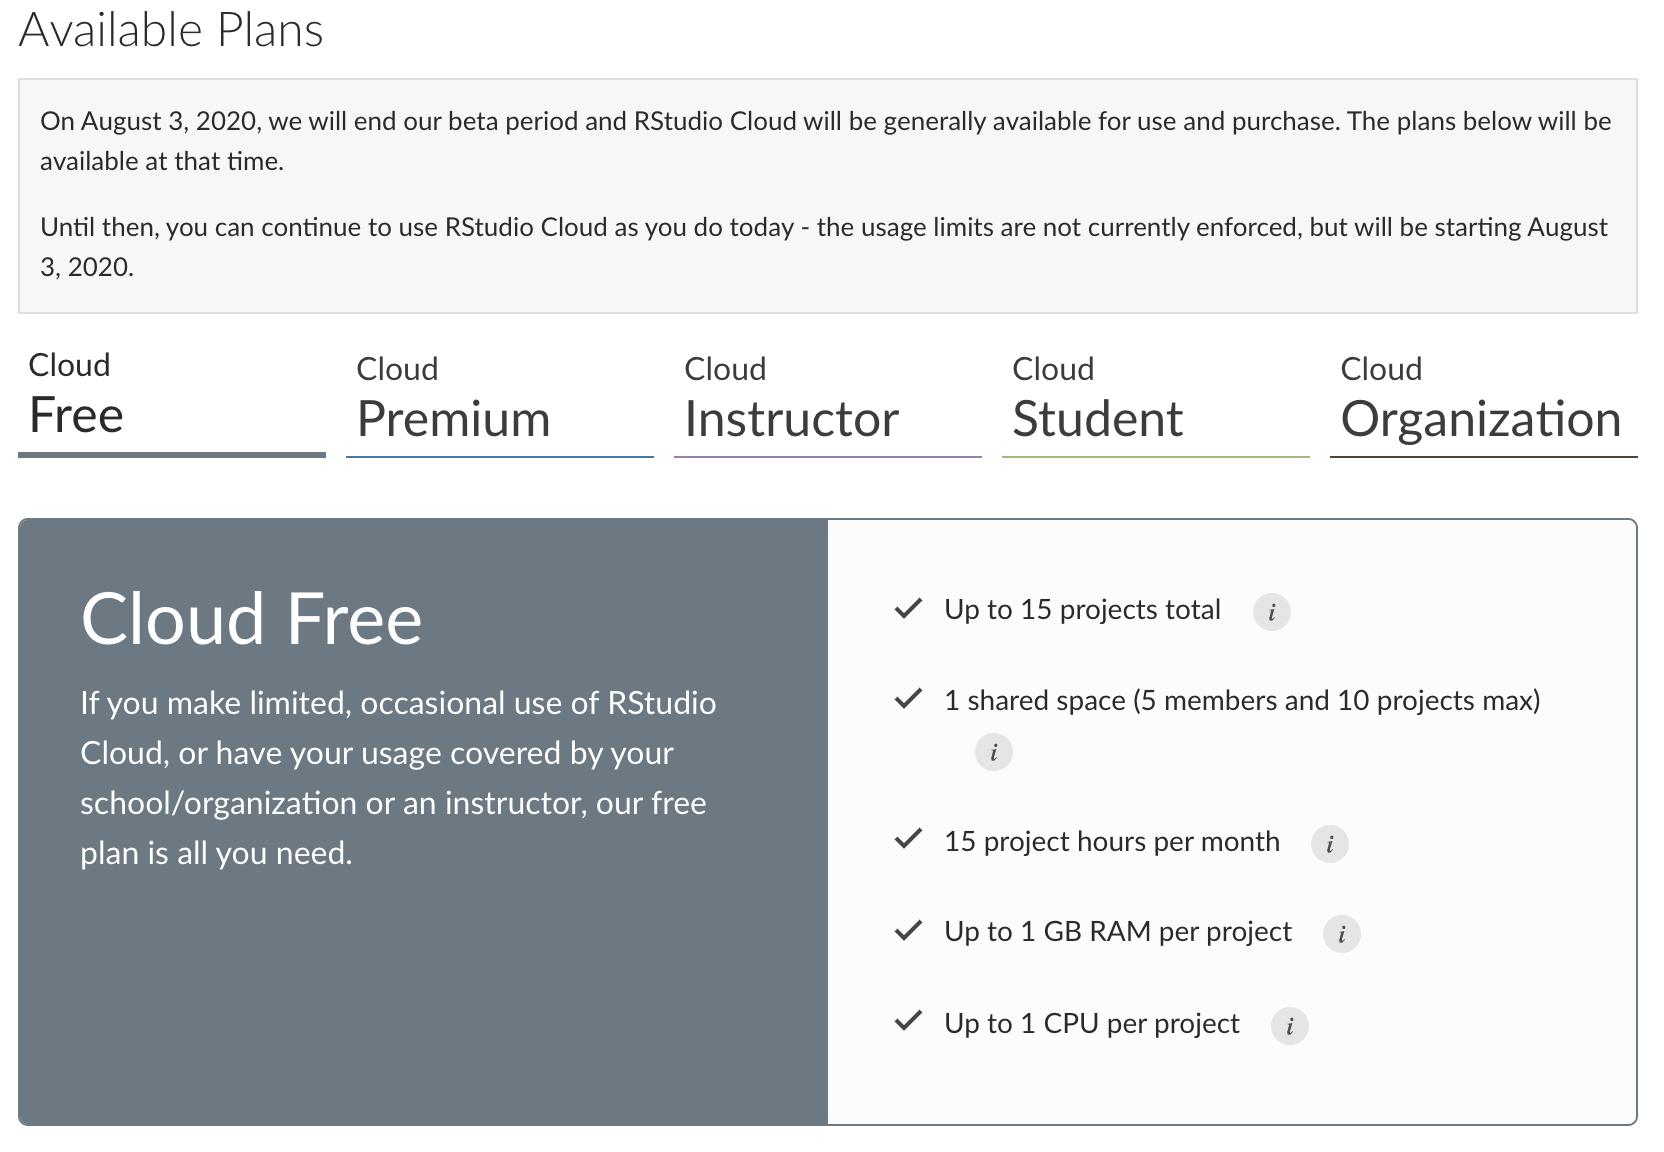 Available Plans
On August 3, 2020, we will end our beta period and RStudio Cloud will be generally available for use and purchase. The plans below will be
available at that time.
Until then, you can continue to use RStudio Cloud as you do today - the usage limits are not currently enforced, but will be starting August
3, 2020.
Cloud
Free
Cloud
Premium
Cloud
Instructor
Cloud
Student
Cloud
Organization
Cloud Free
If you make limited, occasional use of RStudio
Cloud, or have your usage covered by your
school/organization or an instructor, our free
plan is all you need.
Up to 15 projects total i
1 shared space (5 members and 10 projects max)
i
15 project hours per month i
Up to 1 GB RAM per project i
Up to 1 CPU per project i